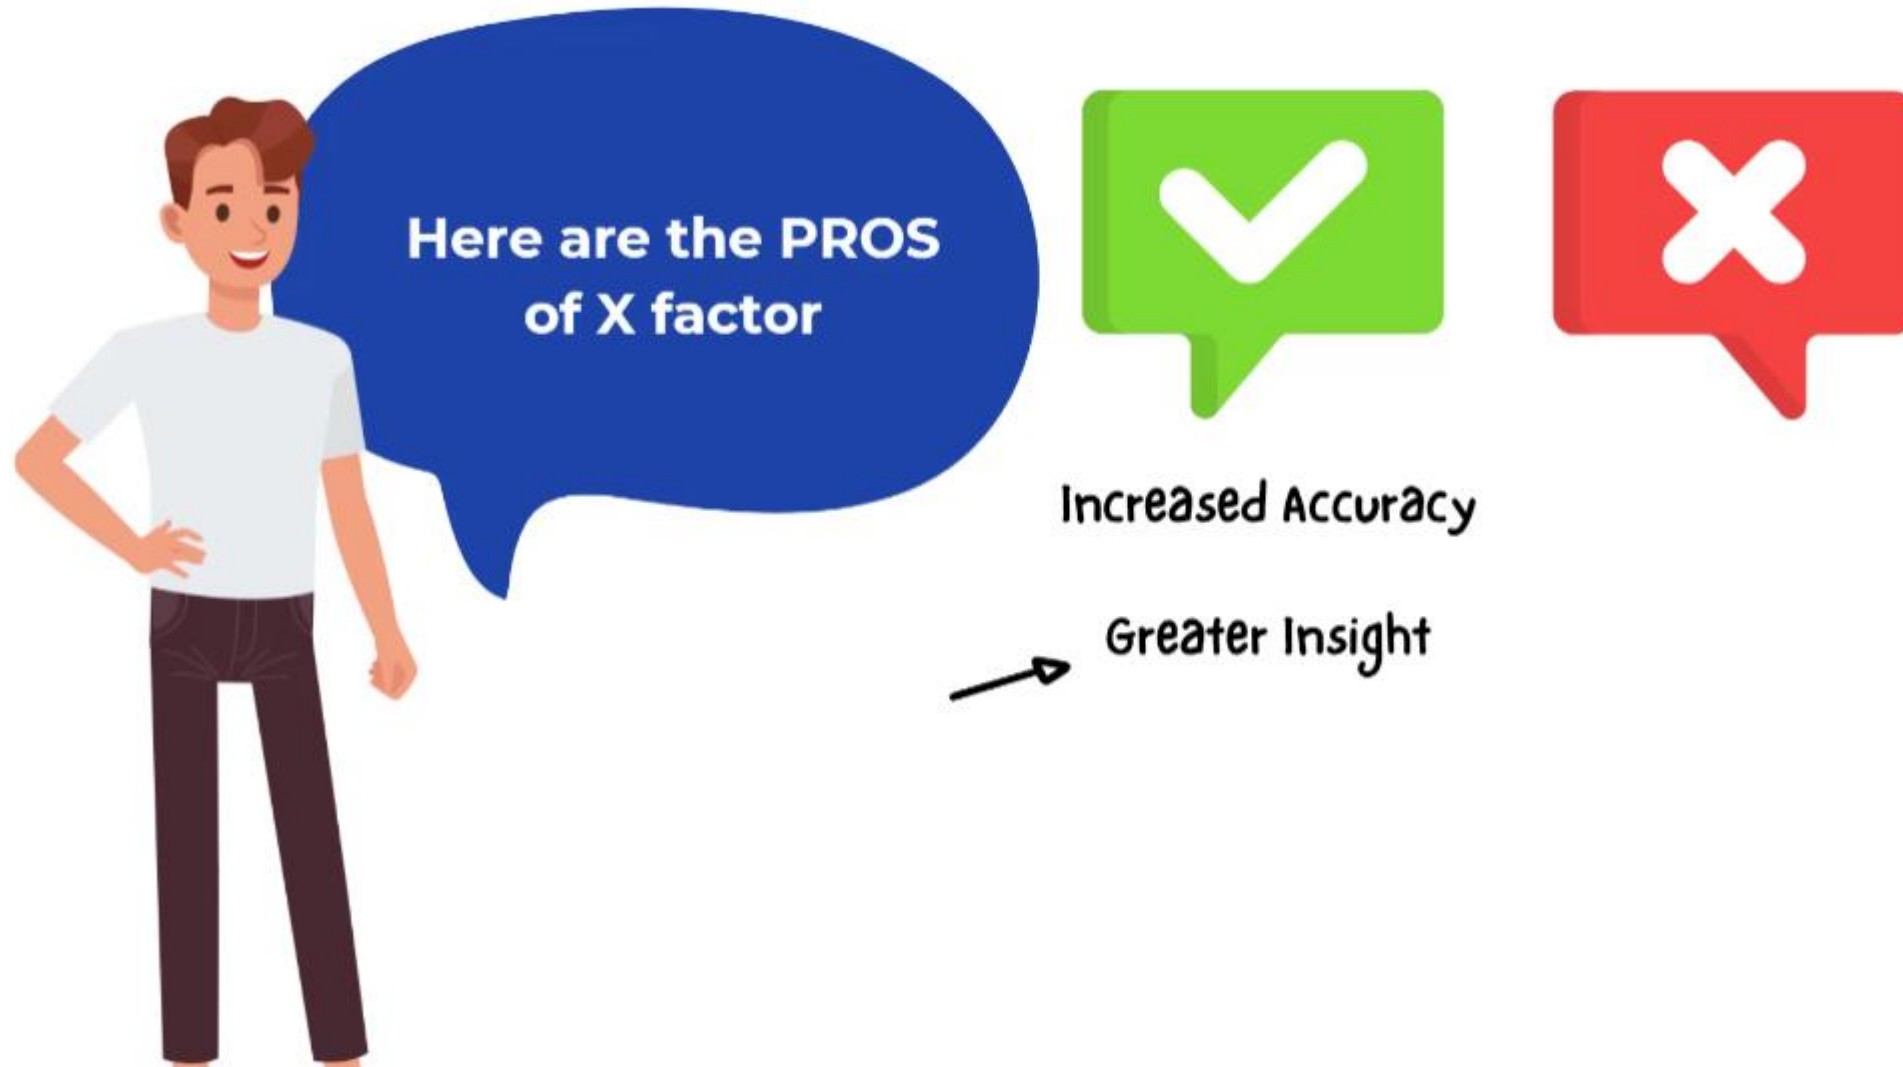 Here are the PROS
of X factor
Increased Accuracy
Greater Insight